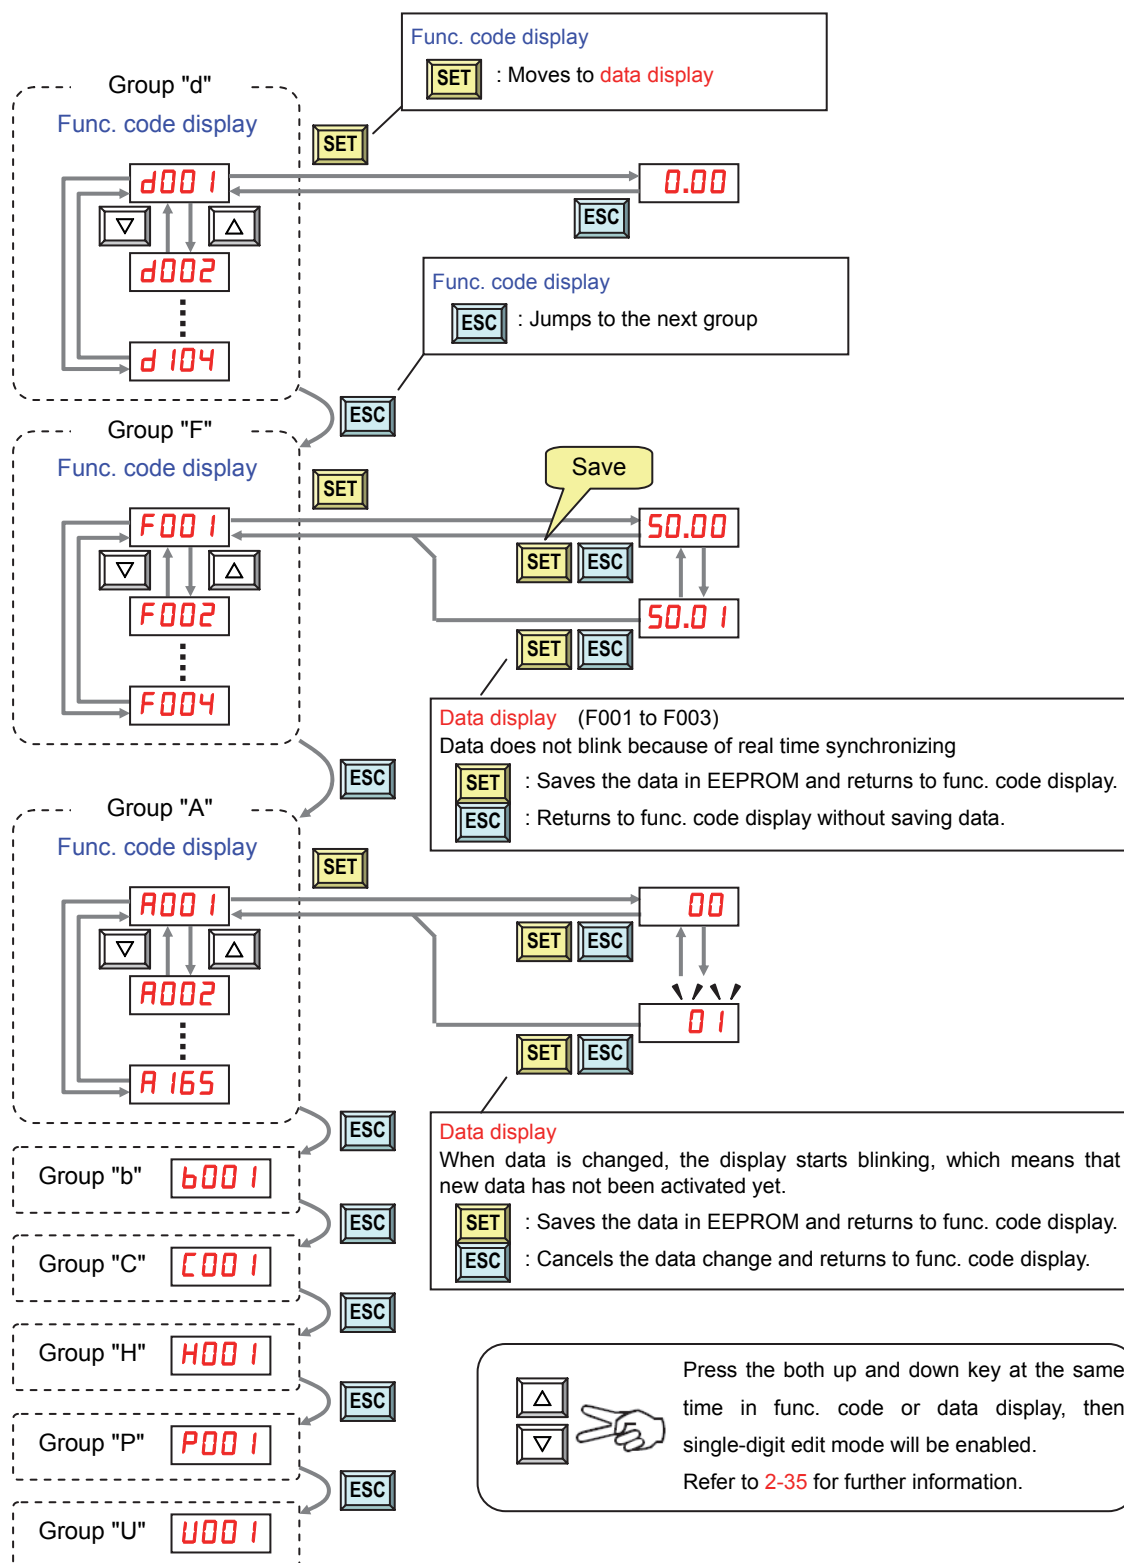 Func. code display
SET : Moves to data display
Group "d"
Func. code display
SET
d001
0.00
ESC
d002
Func. code display
ESC : Jumps to the next group
d104
ESC
Group "F"
Func. code display
SET
Save
F001
50.00
SET ESC
F002
50.01
SET ESC
F004
Data display (F001 to F003)
Data does not blink because of real time synchronizing
SET : Saves the data in EEPROM and returns to func. code display.
ESC : Returns to func. code display without saving data.
ESC
Group "A"
Func. code display
SET
A001
00
SET ESC
A002
01
SET ESC
A165
ESC
Data display
When data is changed, the display starts blinking, which means that
new data has not been activated yet.
SET : Saves the data in EEPROM and returns to func. code display.
ESC : Cancels the data change and returns to func. code display.
Group "b" b001
ESC
Group "C" C001
ESC
Group "H" H001
ESC
Group "P" P001
ESC
Group "U" U001
Press the both up and down key at the same
time in func. code or data display, then
single-digit edit mode will be enabled.
Refer to 2-35 for further information.